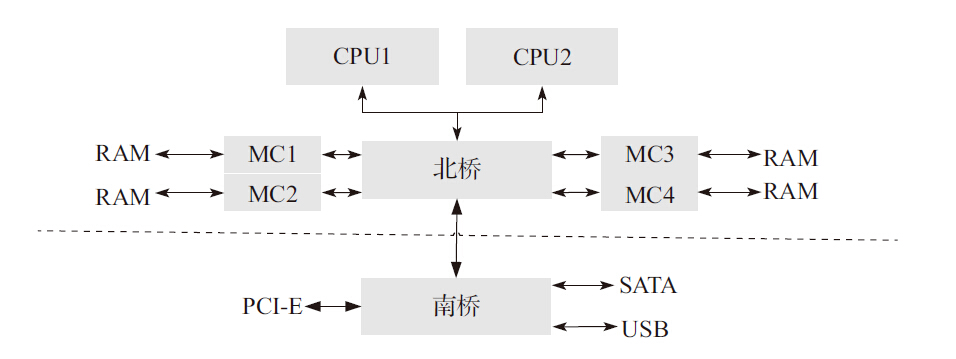 CPU1 CPU2
RAM MC1 北桥 MC3 RAM
RAM MC2 MC4 RAM
PCI-E 南桥 SATA
USB